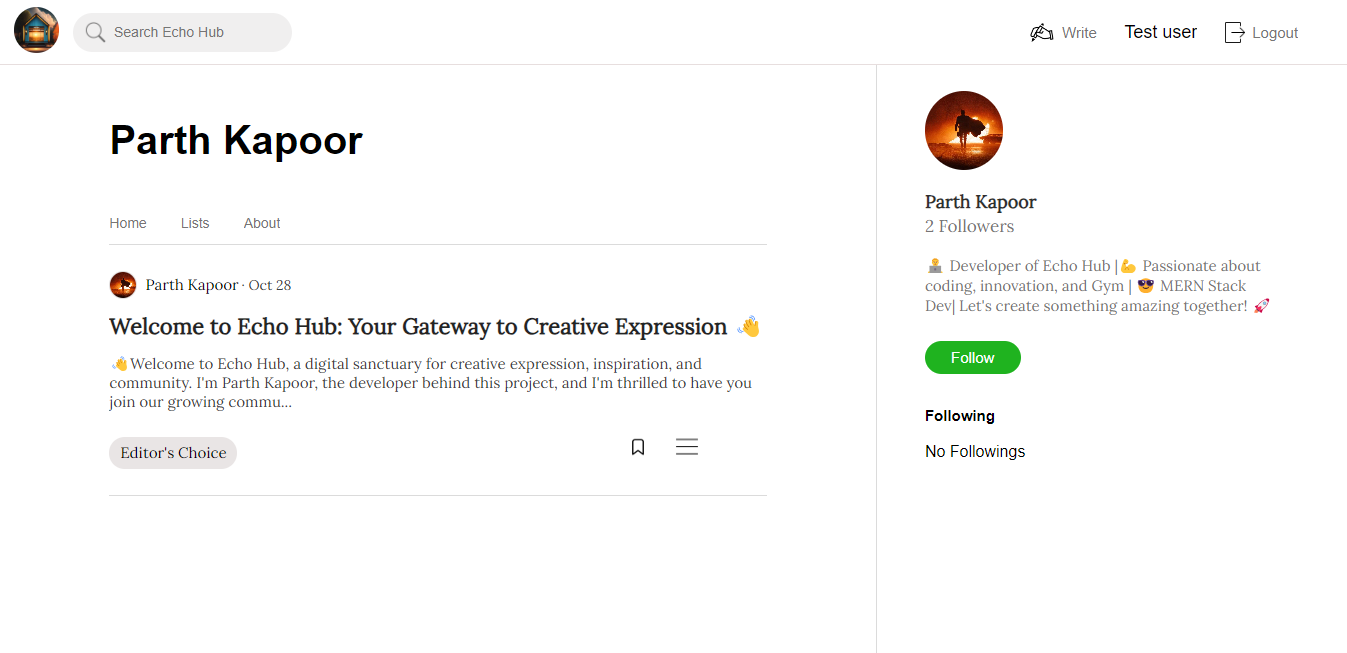 Search Echo Hub
Write
Test user
Logout
Parth Kapoor
Home
Lists
About
Parth Kapoor · Oct 28
Welcome to Echo Hub: Your Gateway to Creative Expression 👋
👋Welcome to Echo Hub, a digital sanctuary for creative expression, inspiration, and
community. I'm Parth Kapoor, the developer behind this project, and I'm thrilled to have you
join our growing commu...
Editor's Choice
Parth Kapoor
2 Followers
🧑‍💻 Developer of Echo Hub |💪 Passionate about
coding, innovation, and Gym | 😎 MERN Stack
Dev| Let's create something amazing together! 🚀
Follow
Following
No Followings